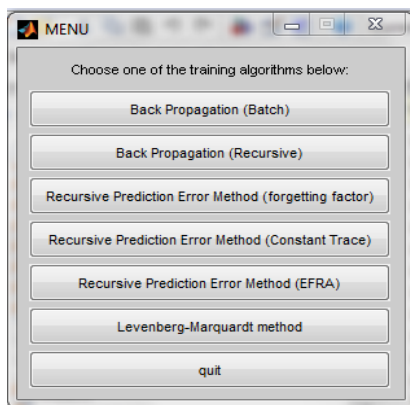 MENU
Choose one of the training algorithms below:
Back Propagation (Batch)
Back Propagation (Recursive)
Recursive Prediction Error Method (forgetting factor)
Recursive Prediction Error Method (Constant Trace)
Recursive Prediction Error Method (EFRA)
Levenberg-Marquardt method
quit